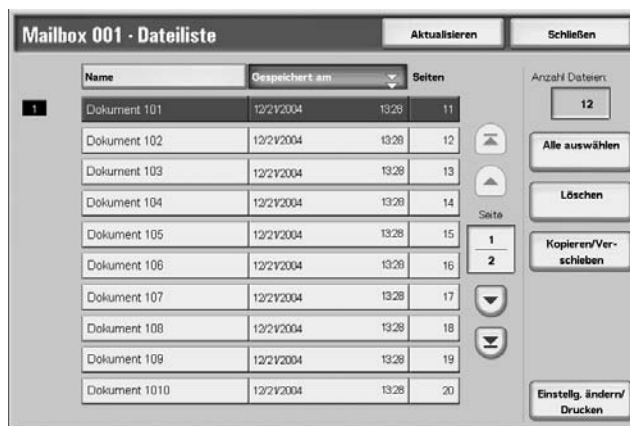 Mailbox 001 - Dateiliste Aktualisieren Schließen
Name Gespeichert am Seiten Anzahl Dateien:
1 Dokument 101 12/21/2004 13:28 11 12
Dokument 102 12/21/2004 13:28 12 Alle auswählen
Dokument 103 12/21/2004 13:28 13
Dokument 104 12/21/2004 13:28 14 Löschen
Seite
Dokument 105 12/21/2004 13:28 15 1 Kopieren/Ver-
Dokument 106 12/21/2004 13:28 16 2 schieben
Dokument 107 12/21/2004 13:28 17
Dokument 108 12/21/2004 13:28 18
Dokument 109 12/21/2004 13:28 19
Dokument 1010 12/21/2004 13:28 20 Einstellg. ändern/
Drucken